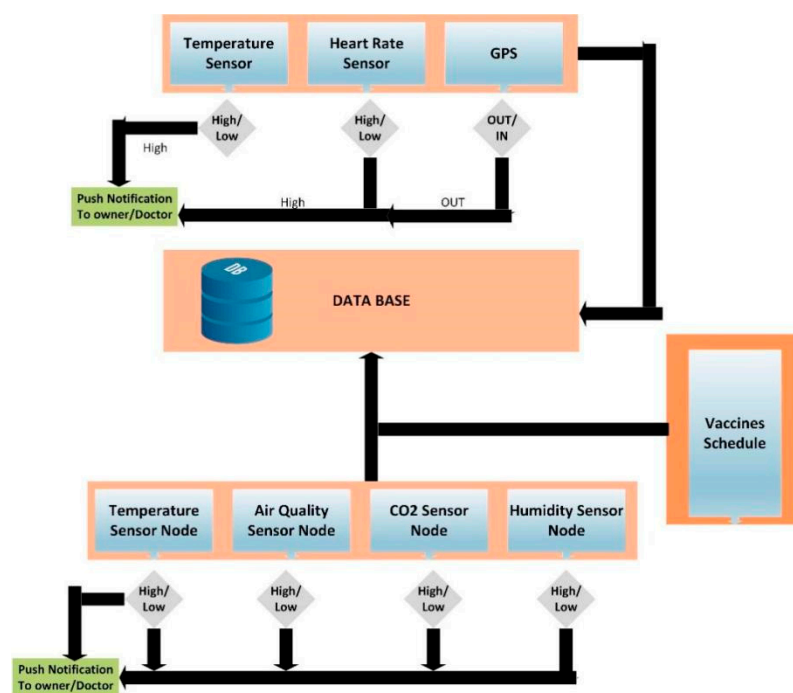 Temperature
Sensor
Heart Rate
Sensor
GPS
High/
Low
High/
Low
OUT/
IN
High
Push Notification
To owner/Doctor
High
OUT
DB
DATA BASE
Vaccines
Schedule
Temperature
Sensor Node
Air Quality
Sensor Node
CO2 Sensor
Node
Humidity Sensor
Node
High/
Low
High/
Low
High/
Low
High/
Low
Push Notification
To owner/Doctor